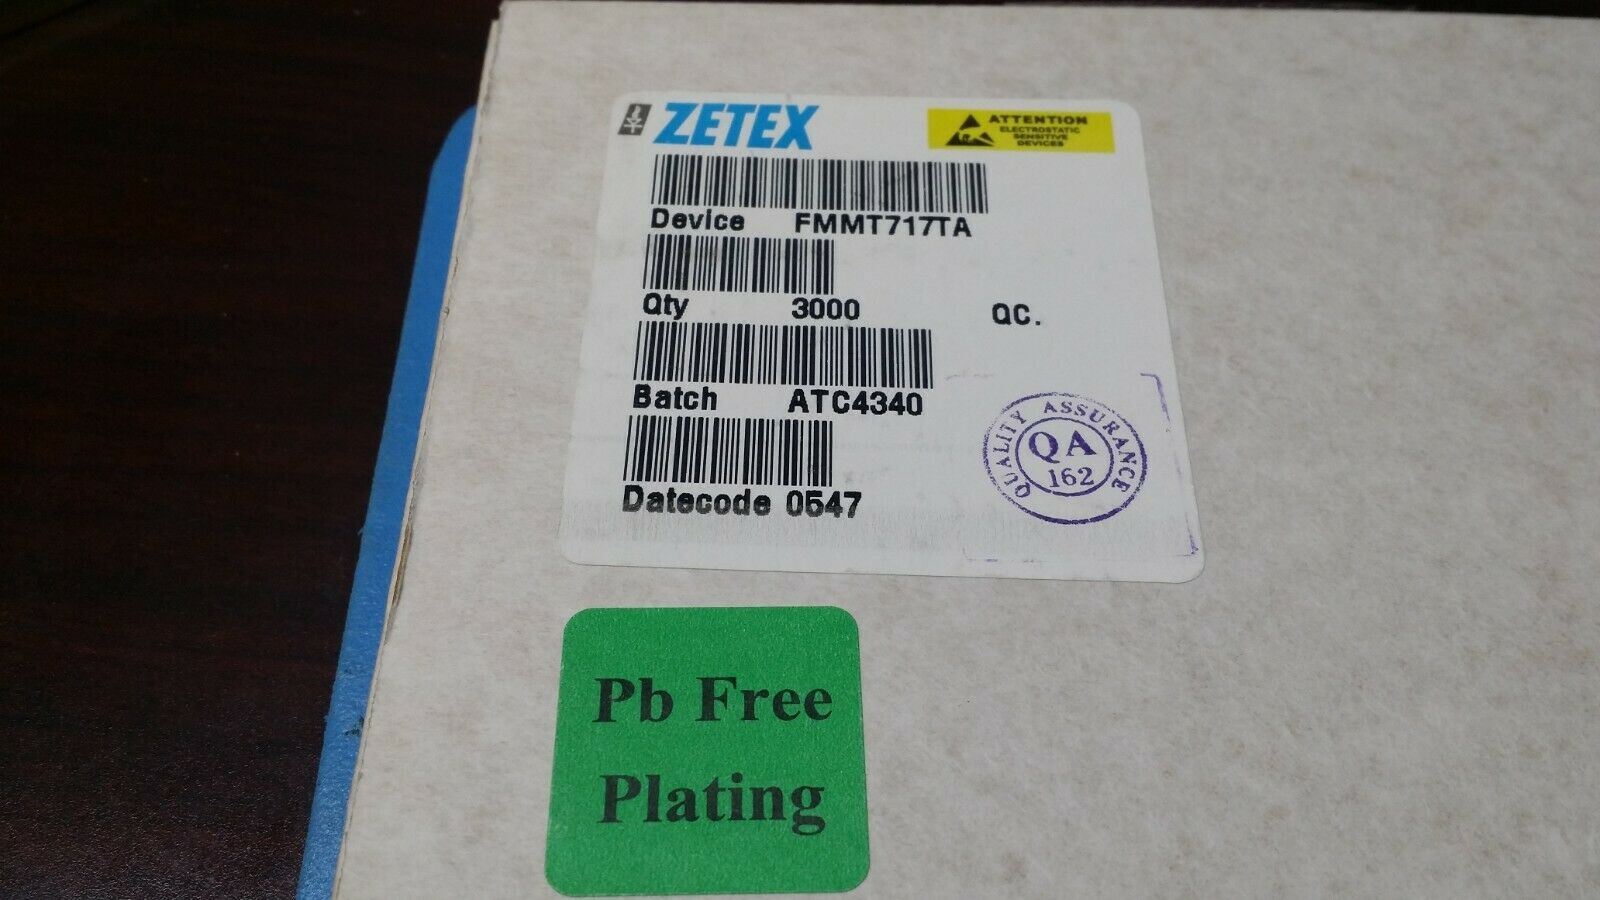 ZETEX
ATTENTION
ELECTROSTATIC
SENSITIVE
DEVICES
Device FMMT717TA
Qty 3000 QC.
Batch ATC4340
Datecode 0547
QUALITY ASSURANCE
QA
162
Pb Free
Plating